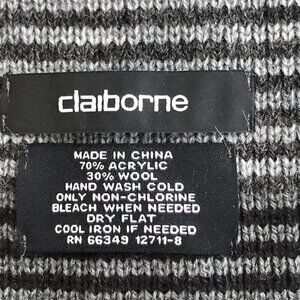 claiborne
MADE IN CHINA
70% ACRYLIC
30% WOOL
HAND WASH COLD
ONLY NON-CHLORINE
BLEACH WHEN NEEDED
DRY FLAT
COOL IRON IF NEEDED
RN 66349 12711-8